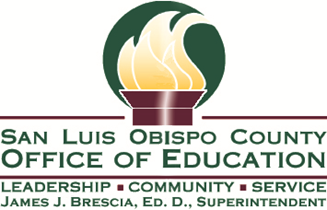 San Luis Obispo County
Office of Education
Leadership ▪ Community ▪ Service
James J. Brescia, Ed. D., Superintendent